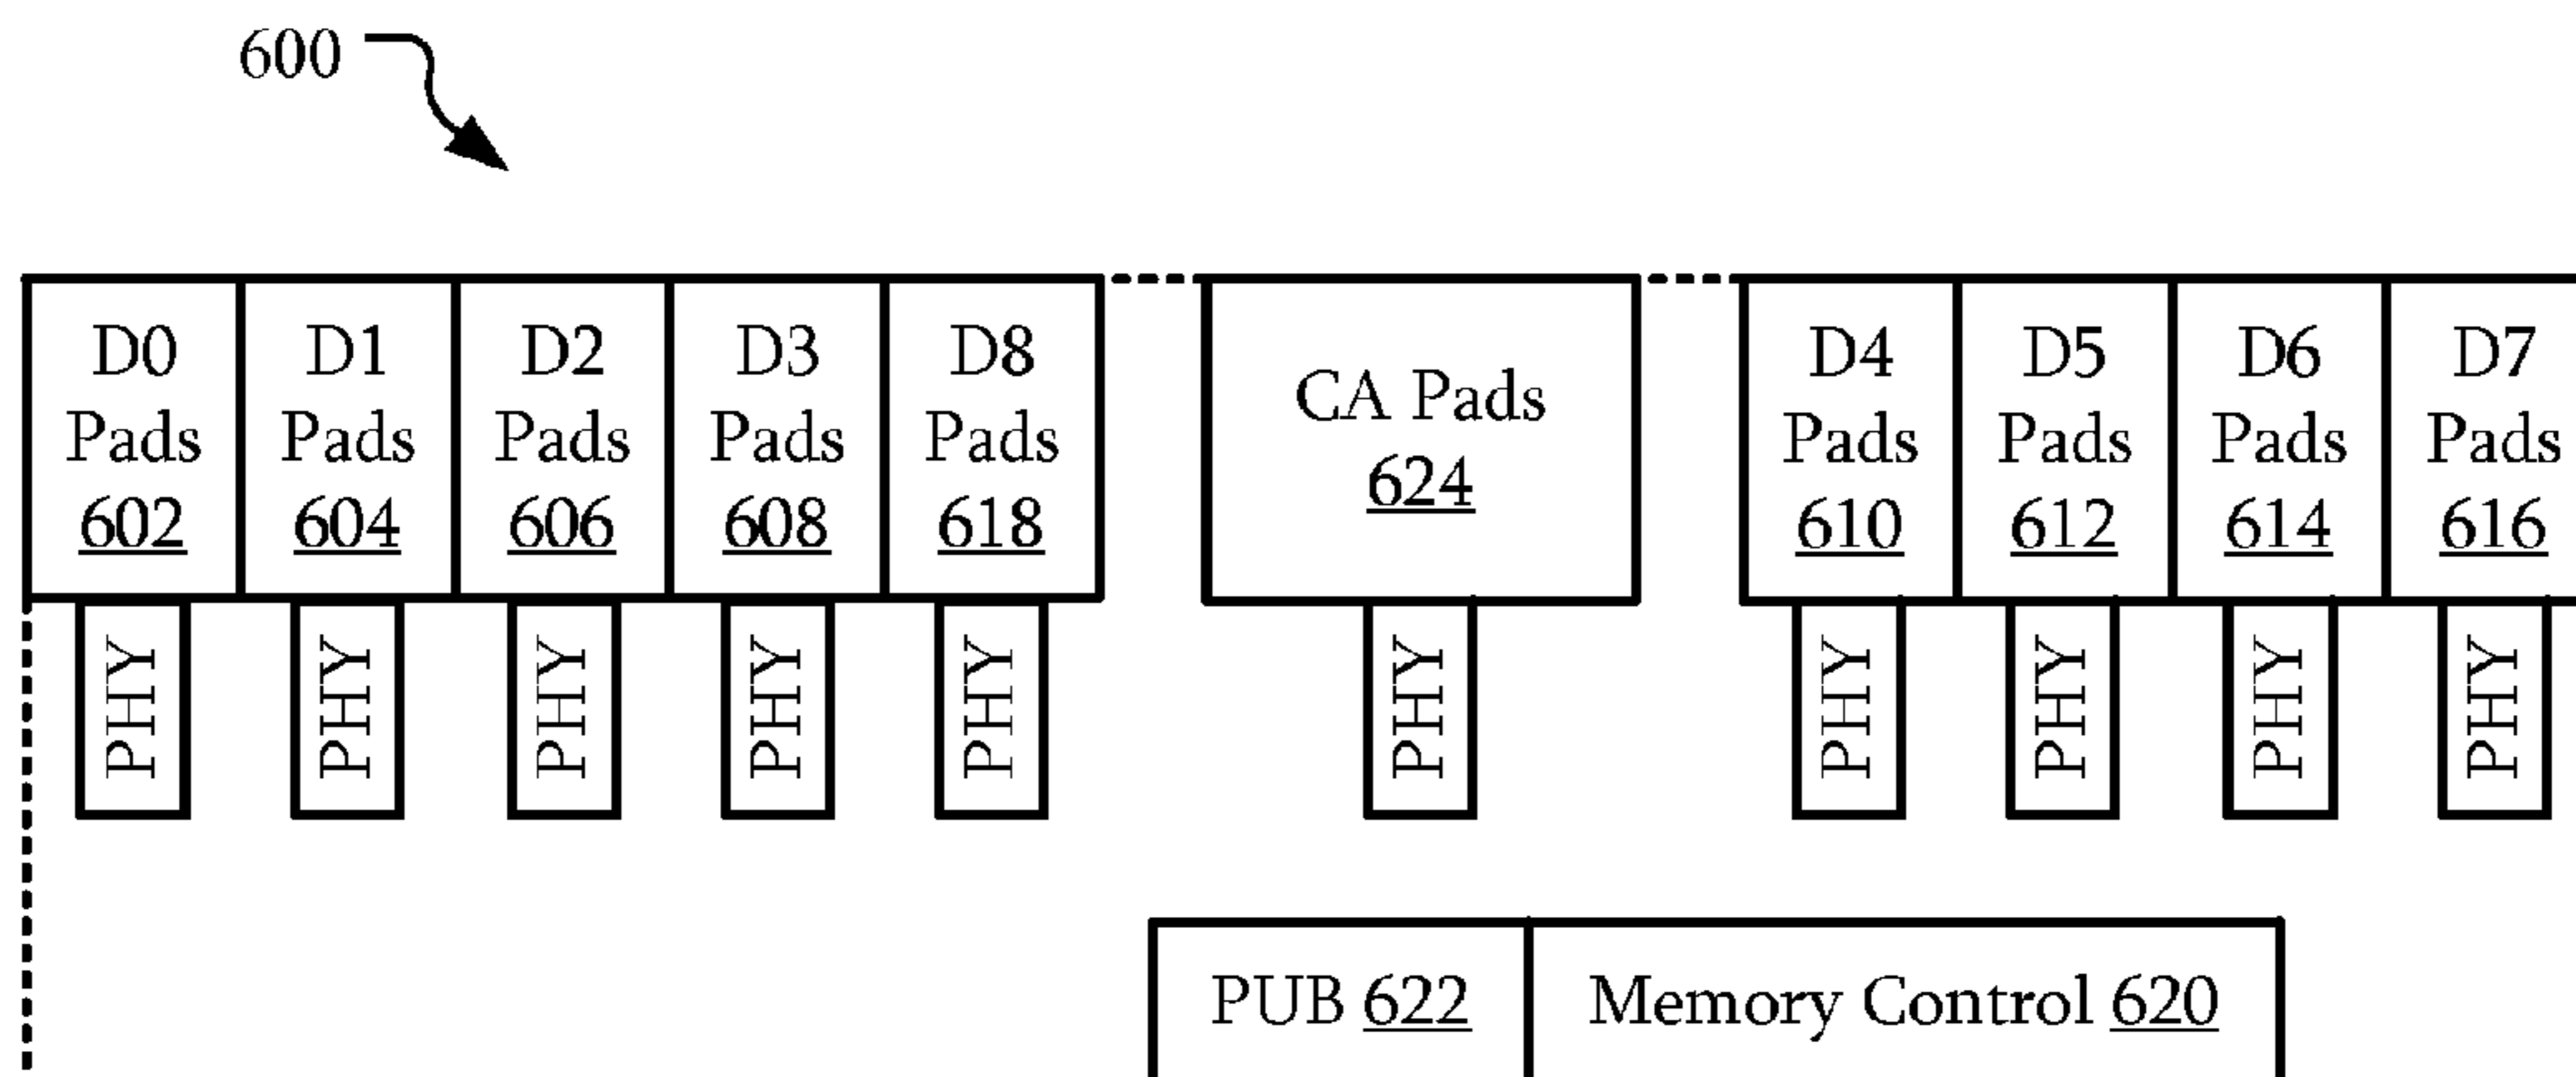 600
D0
Pads
602
D1
Pads
604
D2
Pads
606
D3
Pads
608
D8
Pads
618
CA Pads
624
D4
Pads
610
D5
Pads
612
D6
Pads
614
D7
Pads
616
PHY
PHY
PHY
PHY
PHY
PHY
PHY
PHY
PHY
PHY
PUB 622
Memory Control 620